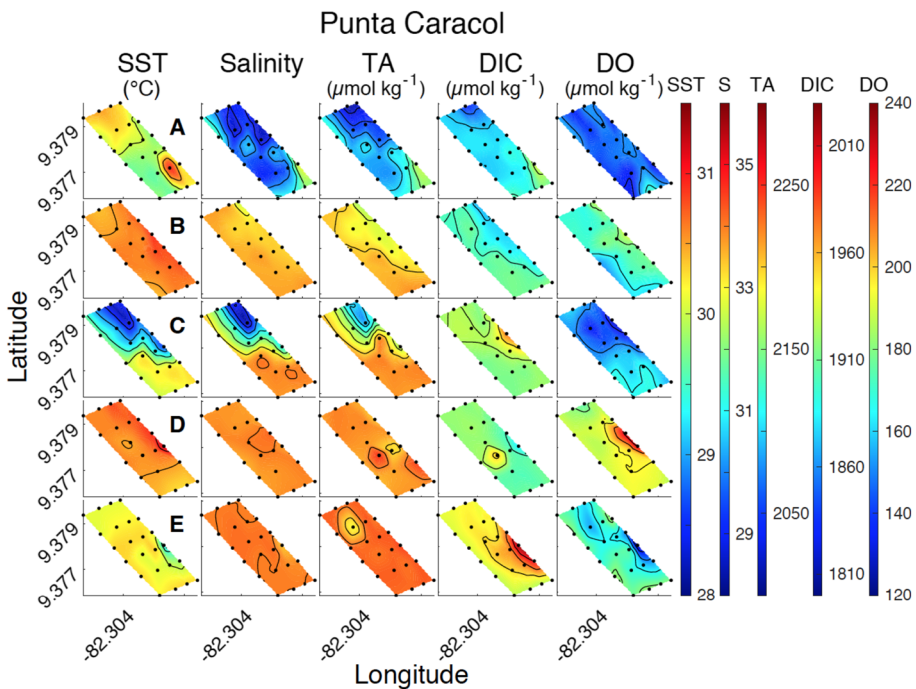 Punta Caracol
SST Salinity TA DIC DO
(°C) (μmol kg⁻¹) (μmol kg⁻¹) (μmol kg⁻¹)
SST S TA DIC DO
A
B
C
D
E
9.379
9.377
9.379
9.377
9.379
9.377
9.379
9.377
9.379
9.377
Latitude
-82.304 -82.304 -82.304 -82.304 -82.304
Longitude
31
30
29
28
35
33
31
29
2250
2150
2050
2010
1960
1910
1860
1810
240
220
200
180
160
140
120